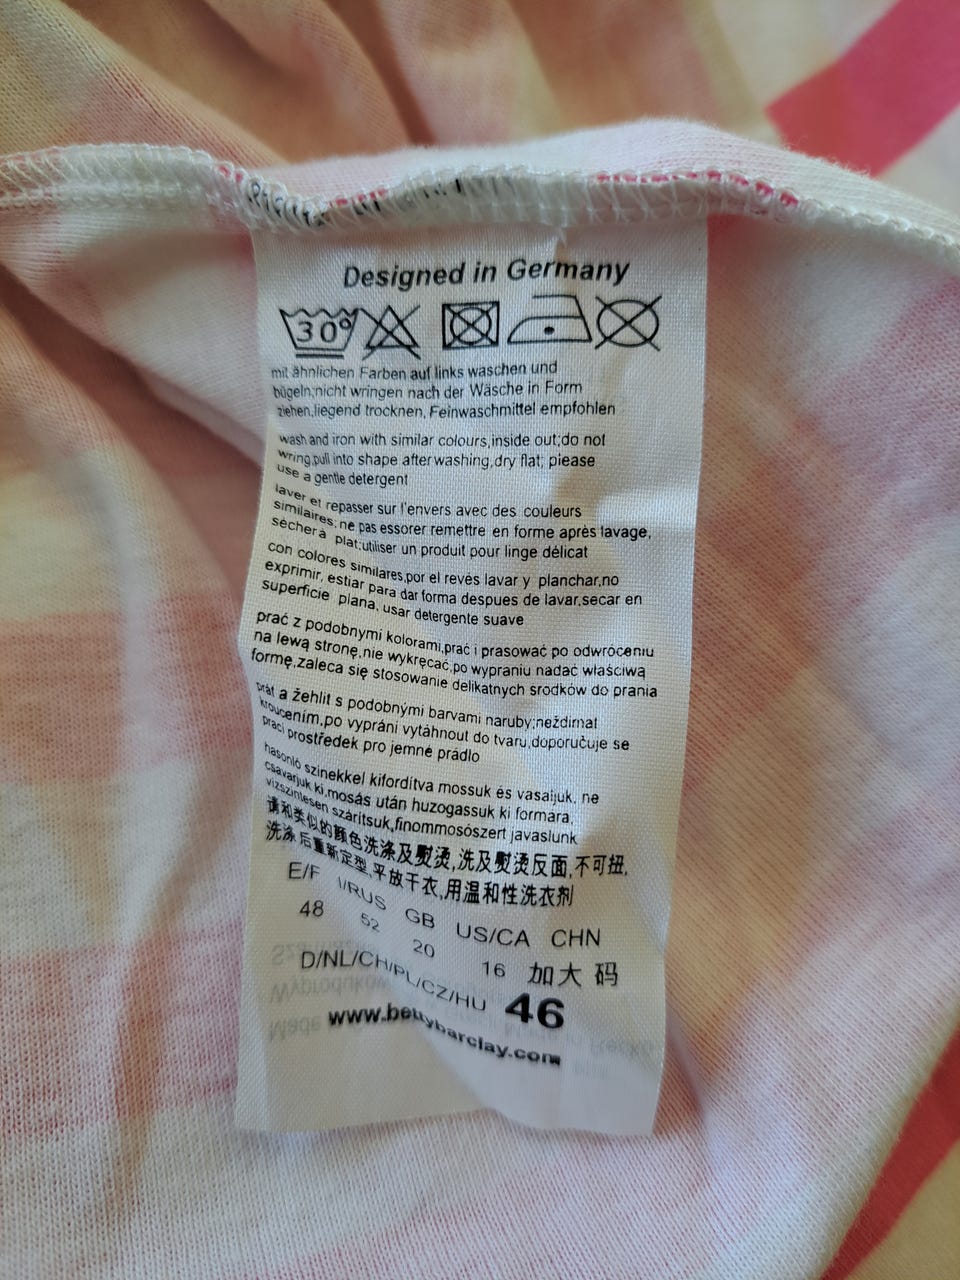 Designed in Germany
30°
mit ähnlichen Farben auf links waschen und
bügeln;nicht wringen nach der Wäsche in Form
ziehen,liegend trocknen, Feinwaschmittel empfohlen
wash and iron with similar colours,inside out;do not
wring,pull into shape after washing,dry flat; piease
use a gentle detergent
laver et repasser sur l'envers avec des couleurs
similaires; ne pas essorer remettre en forme après lavage,
sécher à plat;utiliser un produit pour linge délicat
con colores similares,por el revés lavar y planchar,no
exprimir, estiar para dar forma despues de lavar,secar en
superficie plana, usar detergente suave
prać z podobnymi kolorami,prać i prasować po odwróceniu
na lewą stronę,nie wykręcać,po wypraniu nadać właściwą
formę,zaleca się stosowanie delikatnych srodków do prania
prát a žehlit s podobnými barvami naruby;neždímat
kroucením,po vyprání vytáhnout do tvaru,doporučuje se
prací prostředek pro jemné prádlo
hasonló szinekkel kifordítva mossuk és vasaljuk, ne
csavarjuk ki,mosás után huzogassuk ki formara,
vízszintesen szárítsuk,finommosószert javaslunk
请和类似的颜色洗涤及熨烫,洗及熨烫反面,不可扭,
洗涤后重新定型,平放干衣,用温和性洗衣剂
E/F I/RUS GB US/CA CHN
48 52 20 16 加大码
D/NL/CH/PL/CZ/HU 46
www.bettybarclay.com